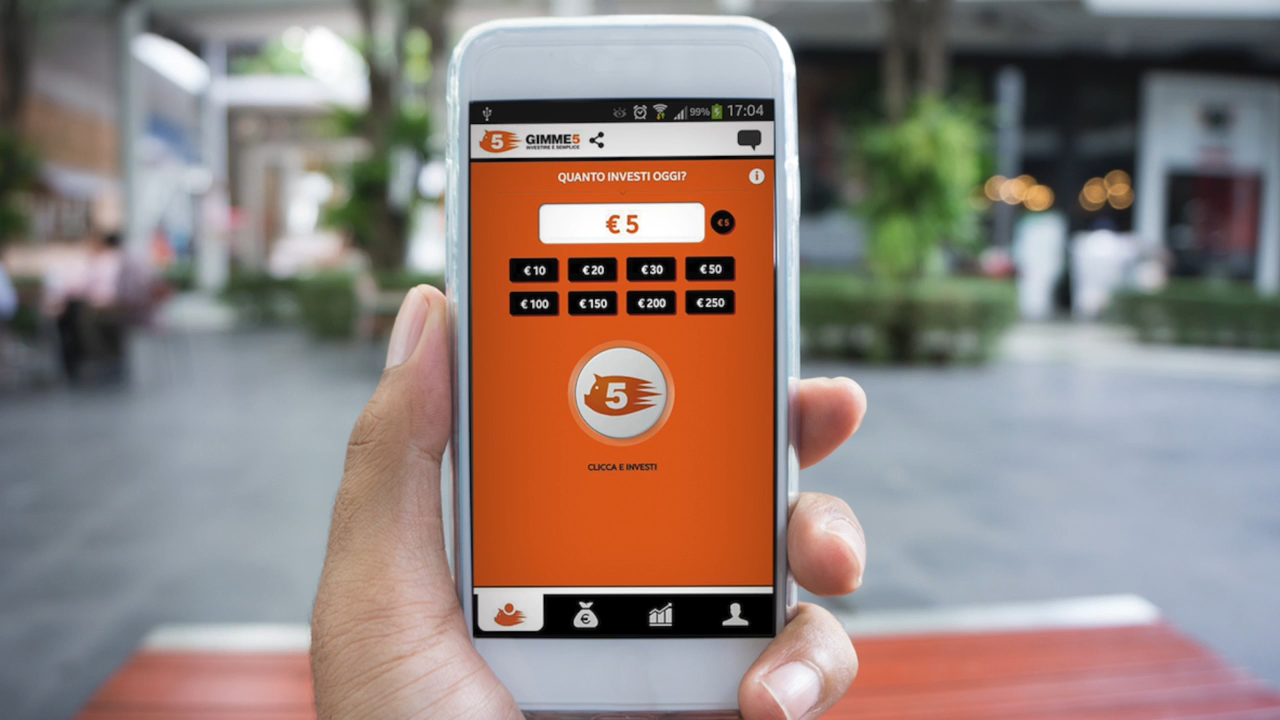 99% 17:04
5 GIMME5
INVESTIRE È SEMPLICE
QUANTO INVESTI OGGI?
i
€ 5 € 5
€ 10 € 20 € 30 € 50
€ 100 € 150 € 200 € 250
5
CLICCA E INVESTI
€